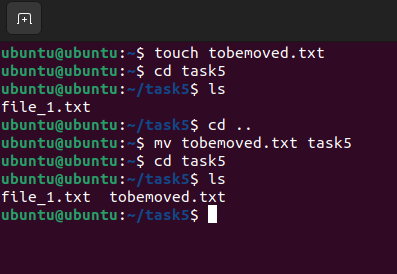 ubuntu@ubuntu:~$ touch tobemoved.txt
ubuntu@ubuntu:~$ cd task5
ubuntu@ubuntu:~/task5$ ls
file_1.txt
ubuntu@ubuntu:~/task5$ cd ..
ubuntu@ubuntu:~$ mv tobemoved.txt task5
ubuntu@ubuntu:~$ cd task5
ubuntu@ubuntu:~/task5$ ls
file_1.txt  tobemoved.txt
ubuntu@ubuntu:~/task5$